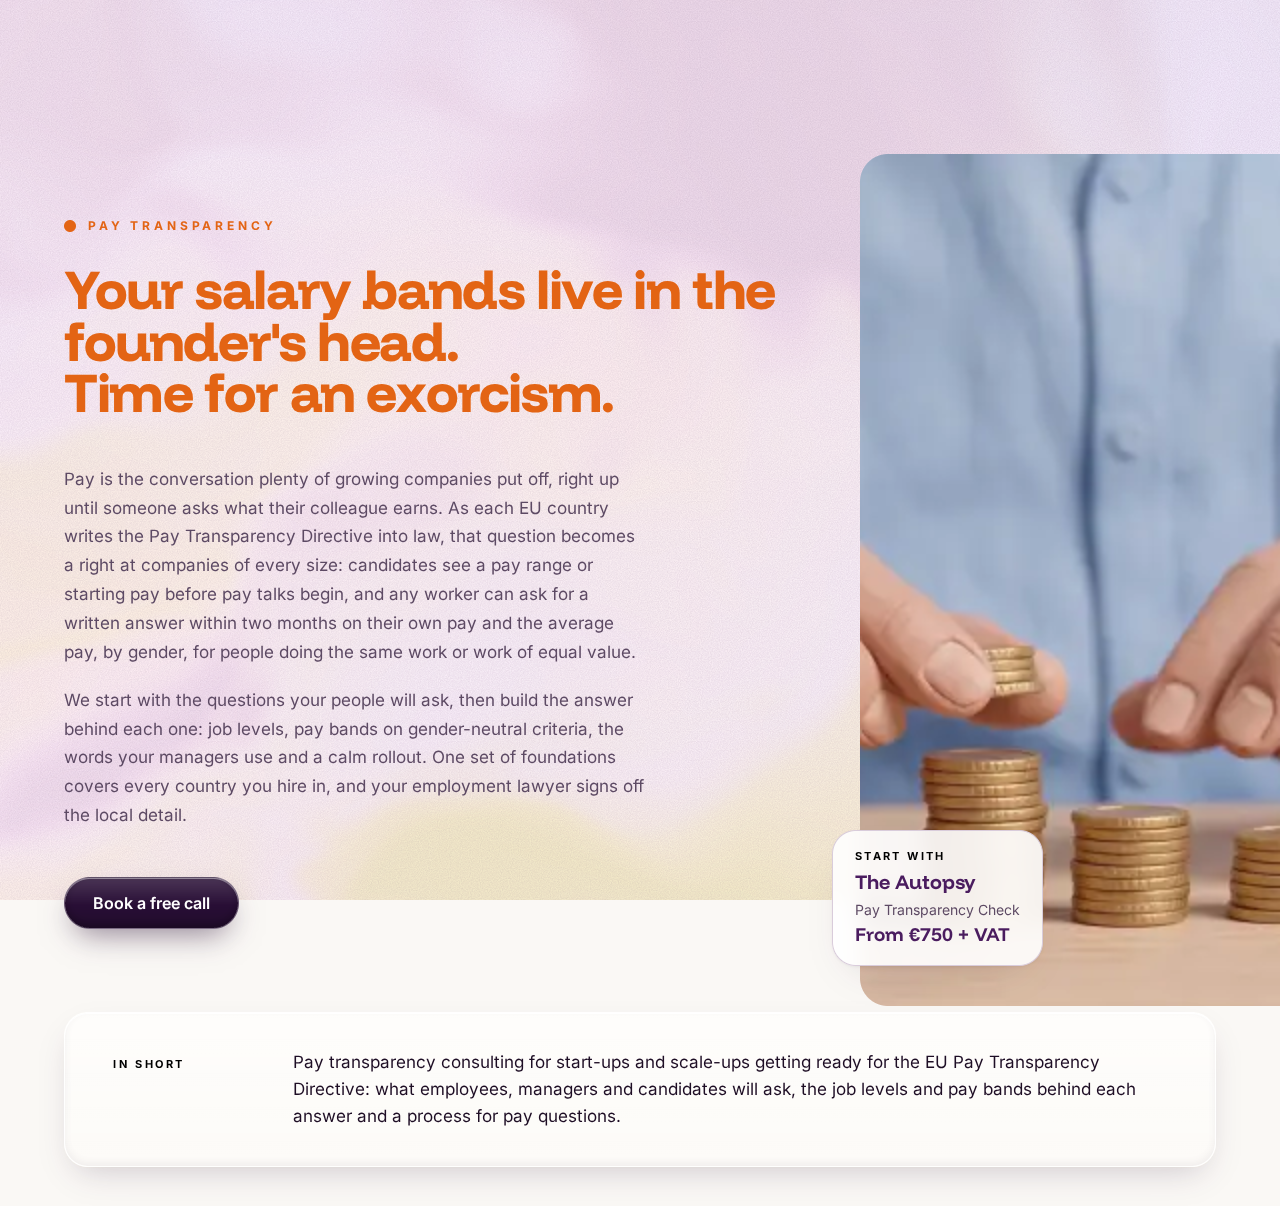 PAY TRANSPARENCY
Your salary bands live in the
founder's head.
Time for an exorcism.
Pay is the conversation plenty of growing companies put off, right up
until someone asks what their colleague earns. As each EU country
writes the Pay Transparency Directive into law, that question becomes
a right at companies of every size: candidates see a pay range or
starting pay before pay talks begin, and any worker can ask for a
written answer within two months on their own pay and the average
pay, by gender, for people doing the same work or work of equal value.
We start with the questions your people will ask, then build the answer
behind each one: job levels, pay bands on gender-neutral criteria, the
words your managers use and a calm rollout. One set of foundations
covers every country you hire in, and your employment lawyer signs off
the local detail.
Book a free call
START WITH
The Autopsy
Pay Transparency Check
From €750 + VAT
IN SHORT
Pay transparency consulting for start-ups and scale-ups getting ready for the EU Pay Transparency
Directive: what employees, managers and candidates will ask, the job levels and pay bands behind each
answer and a process for pay questions.